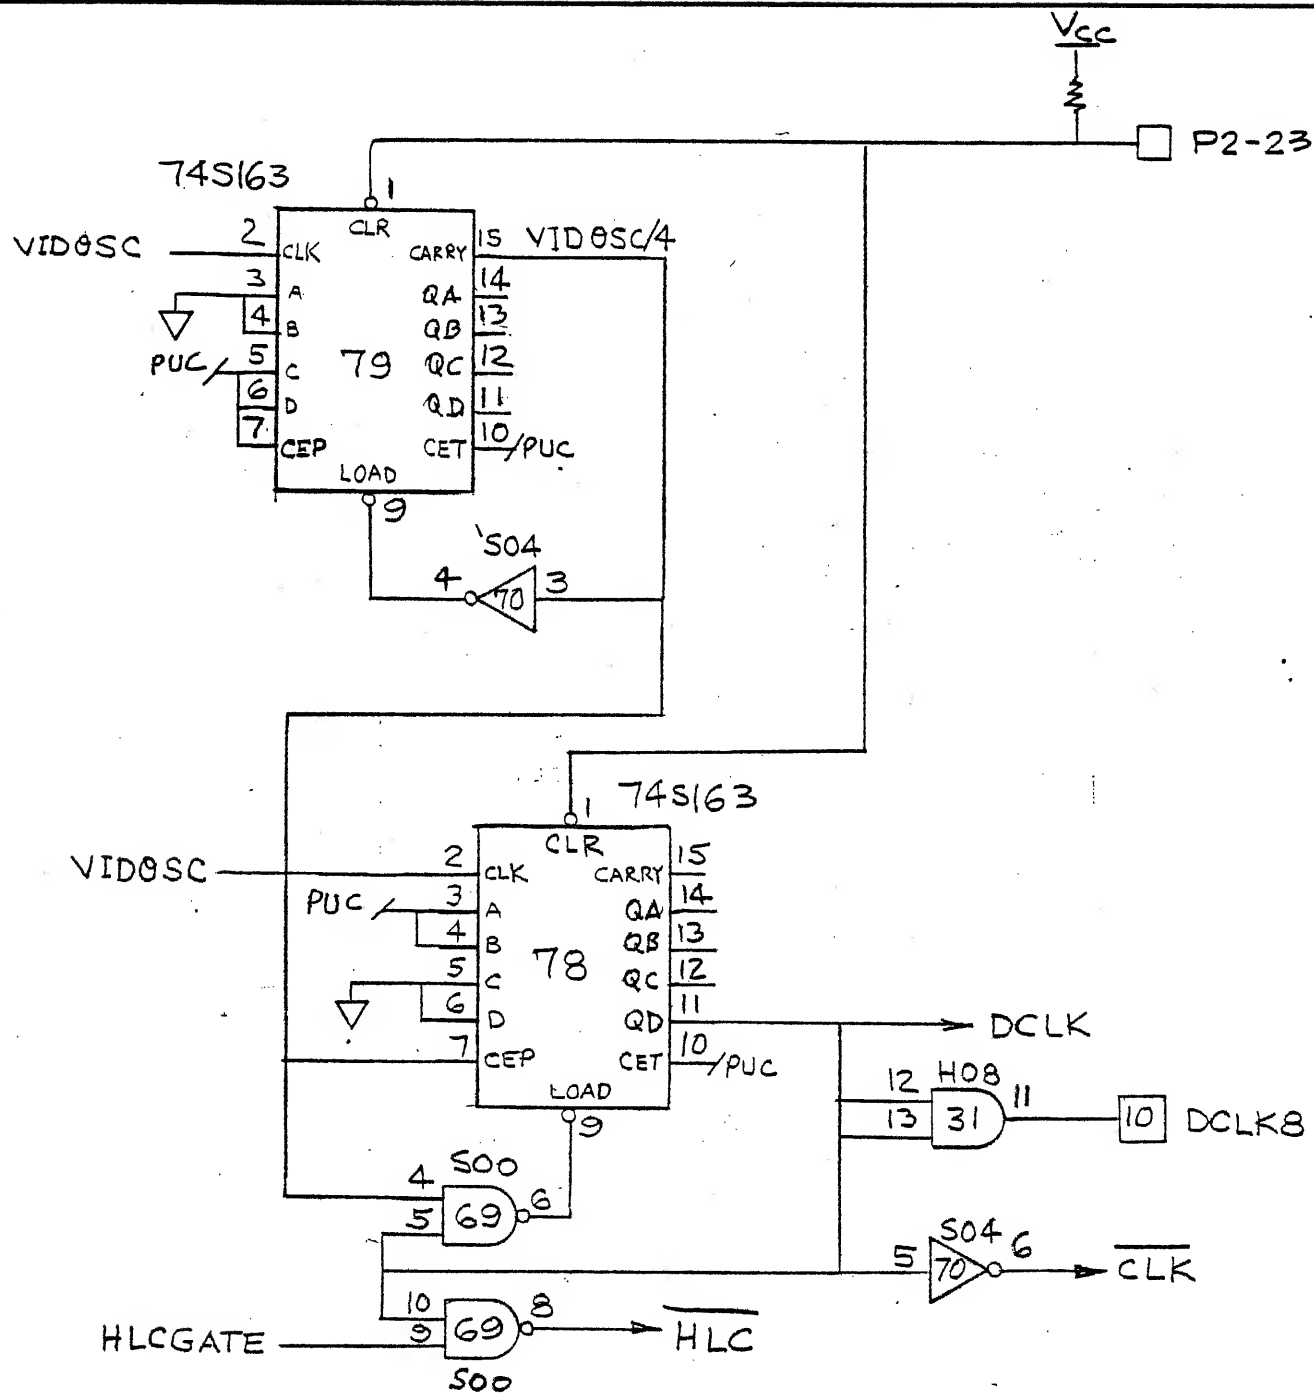 VCC
P2-23
74S163
1
CLR
VIDOSC 2 CLK CARRY 15 VIDOSC/4
3 A QA 14
4 B QB 13
PUC 5 C 79 QC 12
6 D QD 11
7 CEP CET 10 PUC
LOAD
9
'S04
4 70 3
74S163
1
CLR
VIDOSC 2 CLK CARRY 15
PUC 3 A QA 14
4 B 78 QB 13
5 C QC 12
6 D QD 11 DCLK
7 CEP CET 10 PUC
LOAD
9
H08
12 13 31 11 10 DCLK8
S00
4 5 69 6
S04
5 70 6 CLK
10 9 69 8 HLC
HLCGATE
S00